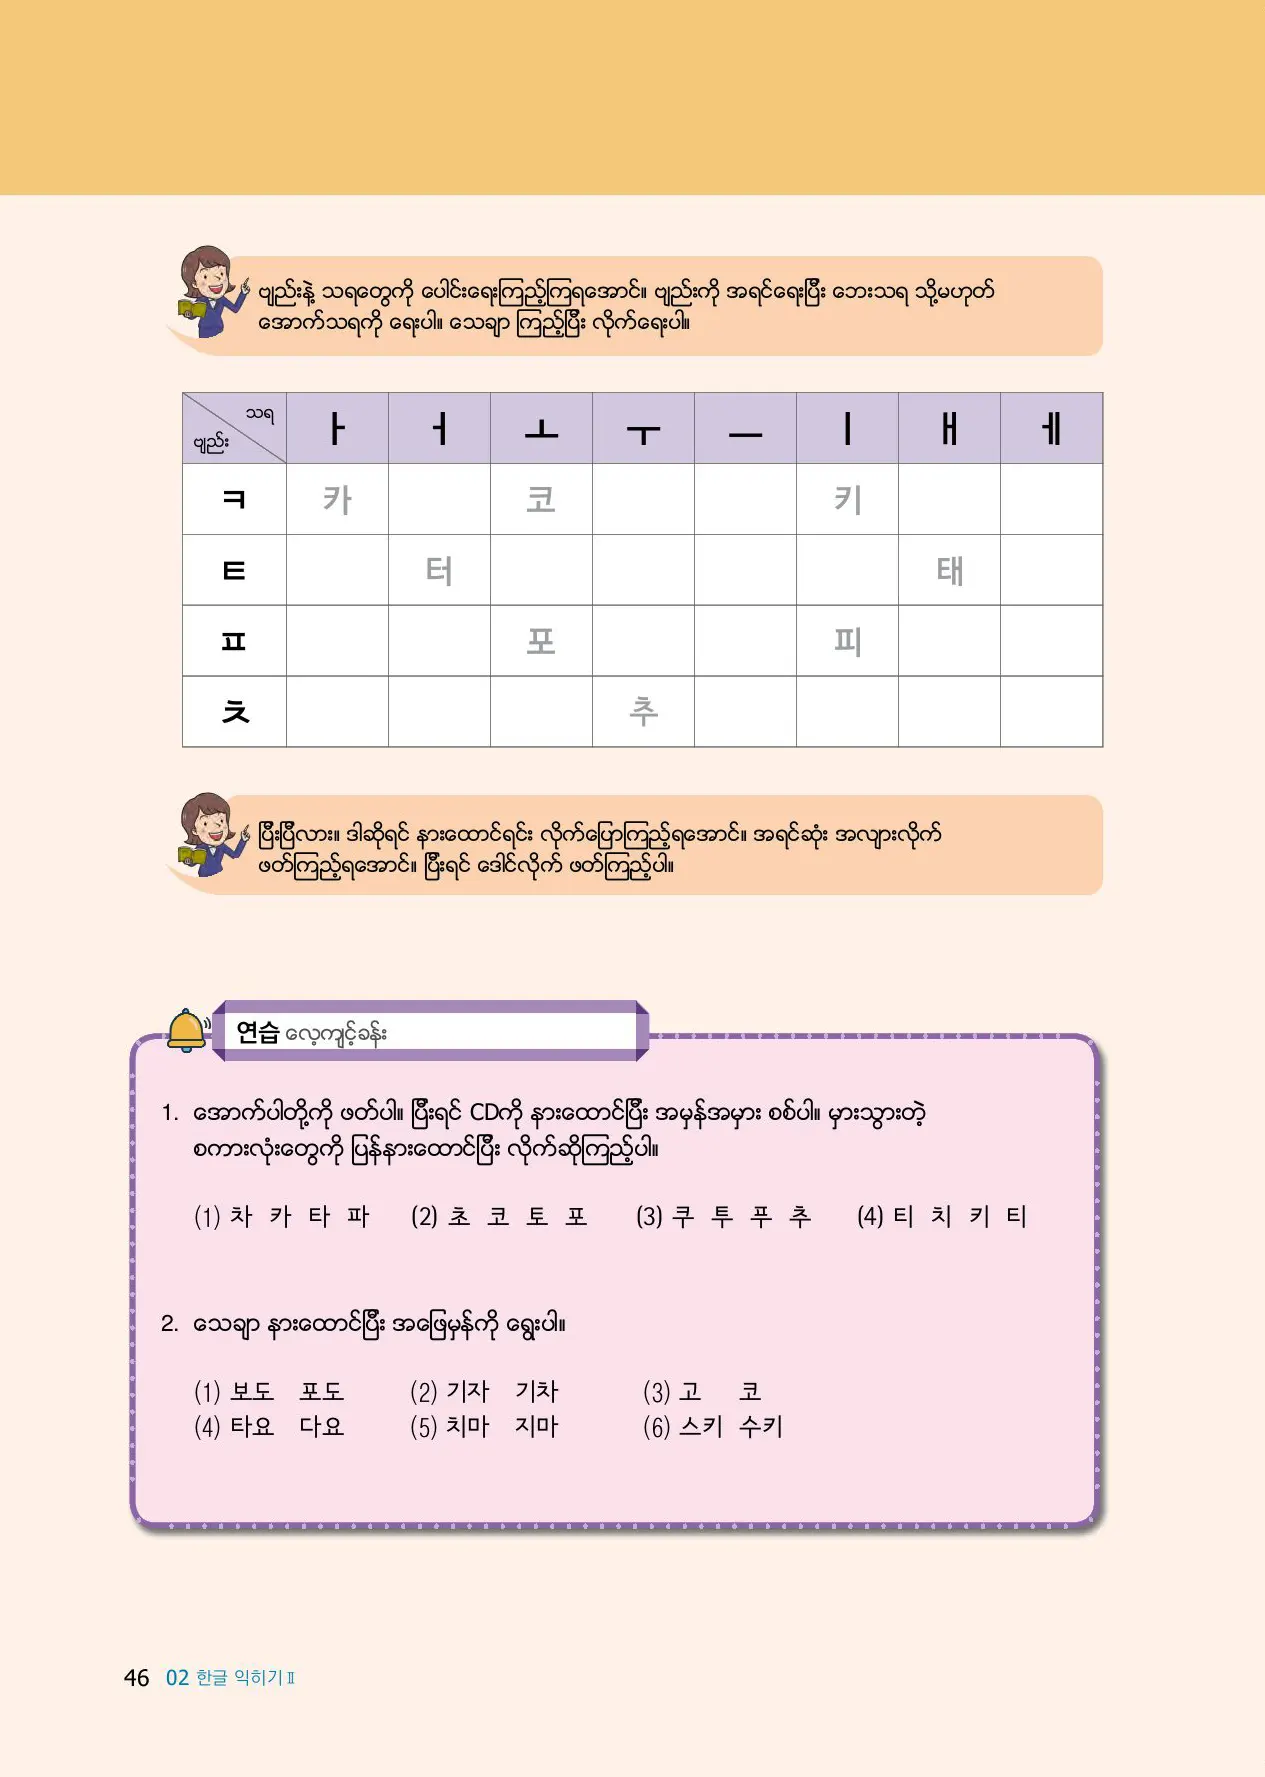 ဗျည်းနဲ့ သရတွေကို ပေါင်းရေးကြည့်ကြရအောင်။ ဗျည်းကို အရင်ရေးပြီး ဘေးသရ သို့မဟုတ်
အောက်သရကို ရေးပါ။ သေချာ ကြည့်ပြီး လိုက်ရေးပါ။
သရ
ဗျည်း ㅏ ㅓ ㅗ ㅜ ㅡ ㅣ ㅐ ㅔ
ㅋ 카 코 키
ㅌ 터 태
ㅍ 포 피
ㅊ 추
ပြီးပြီလား။ ဒါဆိုရင် နားထောင်ရင်း လိုက်ပြောကြည့်ရအောင်။ အရင်ဆုံး အလျားလိုက်
ဖတ်ကြည့်ရအောင်။ ပြီးရင် ဒေါင်လိုက် ဖတ်ကြည့်ပါ။
연습 လေ့ကျင့်ခန်း
1. အောက်ပါတို့ကို ဖတ်ပါ။ ပြီးရင် CDကို နားထောင်ပြီး အမှန်အမှား စစ်ပါ။ မှားသွားတဲ့
စကားလုံးတွေကို ပြန်နားထောင်ပြီး လိုက်ဆိုကြည့်ပါ။
(1) 차 카 타 파 (2) 초 코 토 포 (3) 쿠 투 푸 추 (4) 티 치 키 티
2. သေချာ နားထောင်ပြီး အဖြေမှန်ကို ရွေးပါ။
(1) 보도 포도 (2) 기자 기차 (3) 고 코
(4) 타요 다요 (5) 치마 지마 (6) 스키 수키
46 02 한글 익히기Ⅱ